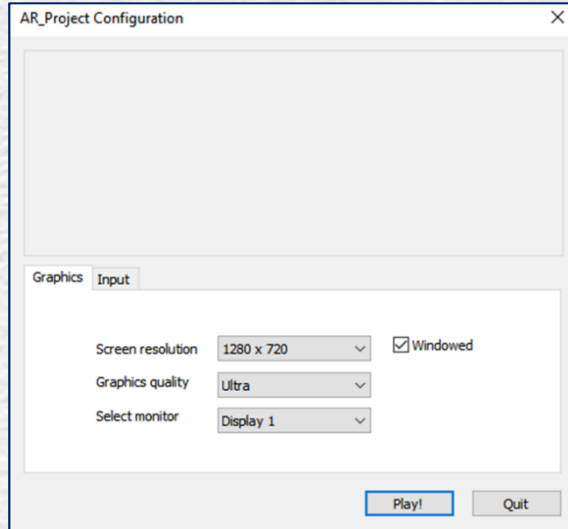 AR_Project Configuration
Graphics Input
Screen resolution 1280 x 720 Windowed
Graphics quality Ultra
Select monitor Display 1
Play! Quit